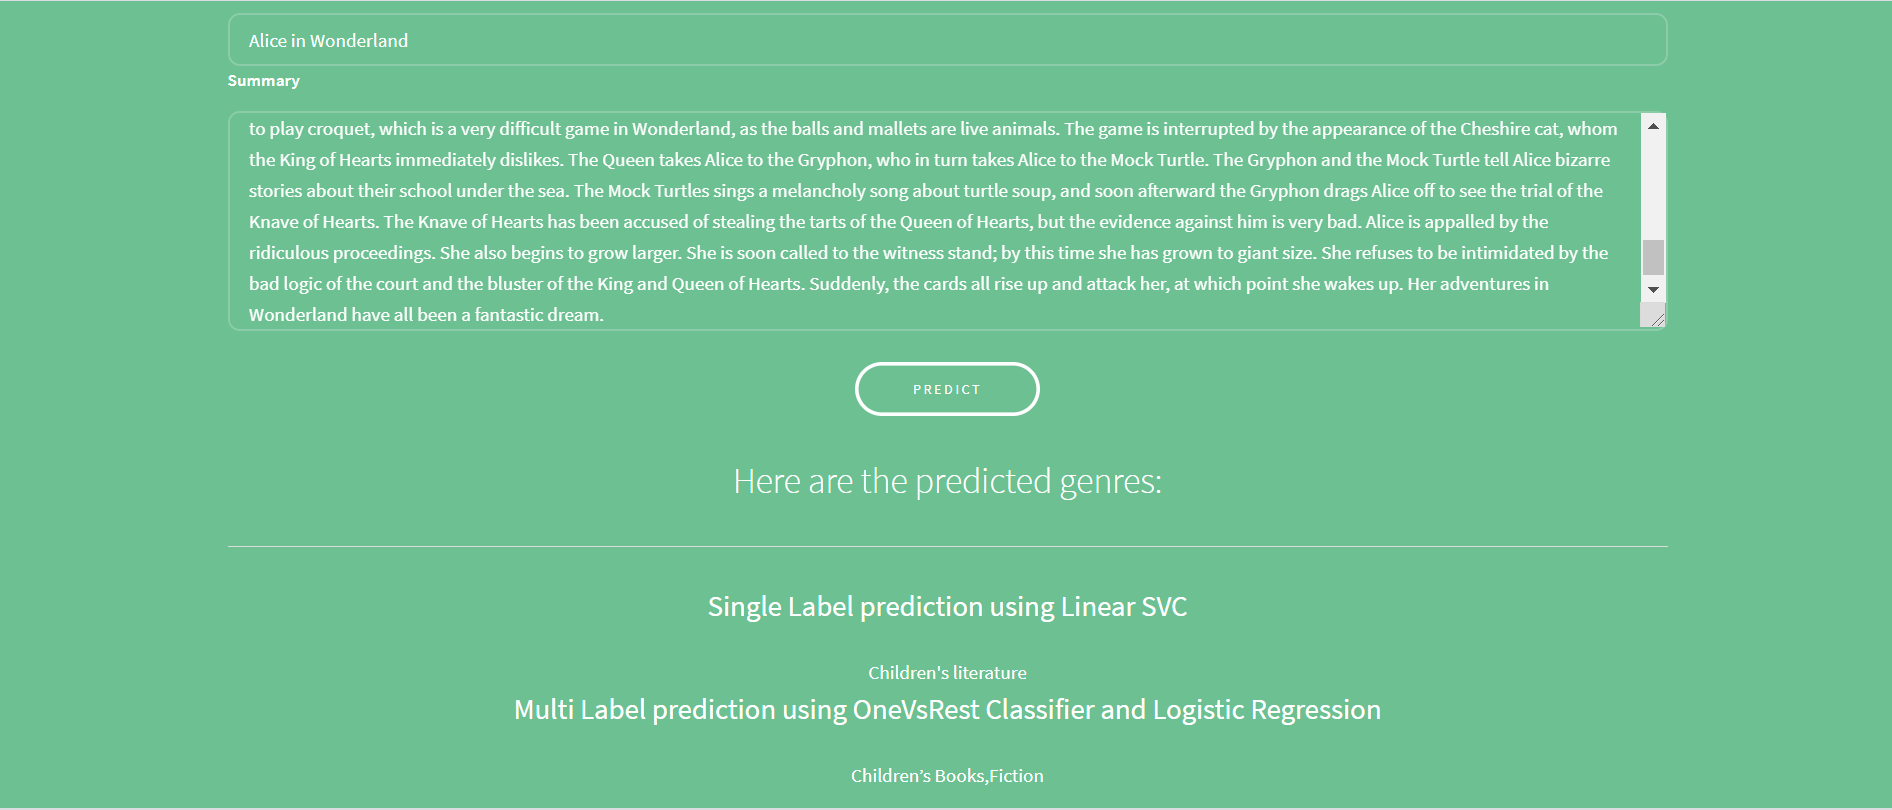 Alice in Wonderland
Summary
to play croquet, which is a very difficult game in Wonderland, as the balls and mallets are live animals. The game is interrupted by the appearance of the Cheshire cat, whom
the King of Hearts immediately dislikes. The Queen takes Alice to the Gryphon, who in turn takes Alice to the Mock Turtle. The Gryphon and the Mock Turtle tell Alice bizarre
stories about their school under the sea. The Mock Turtles sings a melancholy song about turtle soup, and soon afterward the Gryphon drags Alice off to see the trial of the
Knave of Hearts. The Knave of Hearts has been accused of stealing the tarts of the Queen of Hearts, but the evidence against him is very bad. Alice is appalled by the
ridiculous proceedings. She also begins to grow larger. She is soon called to the witness stand; by this time she has grown to giant size. She refuses to be intimidated by the
bad logic of the court and the bluster of the King and Queen of Hearts. Suddenly, the cards all rise up and attack her, at which point she wakes up. Her adventures in
Wonderland have all been a fantastic dream.
PREDICT
Here are the predicted genres:
Single Label prediction using Linear SVC
Children's literature
Multi Label prediction using OneVsRest Classifier and Logistic Regression
Children’s Books,Fiction